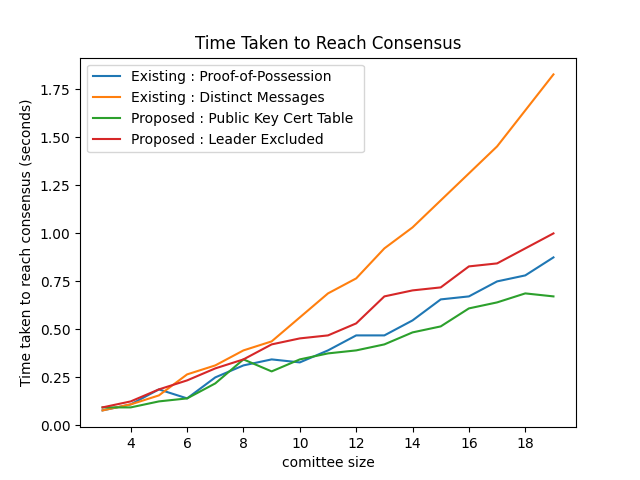 Time Taken to Reach Consensus
Existing : Proof-of-Possession
Existing : Distinct Messages
Proposed : Public Key Cert Table
Proposed : Leader Excluded
Time taken to reach consensus (seconds)
1.75
1.50
1.25
1.00
0.75
0.50
0.25
0.00
4 6 8 10 12 14 16 18
comittee size